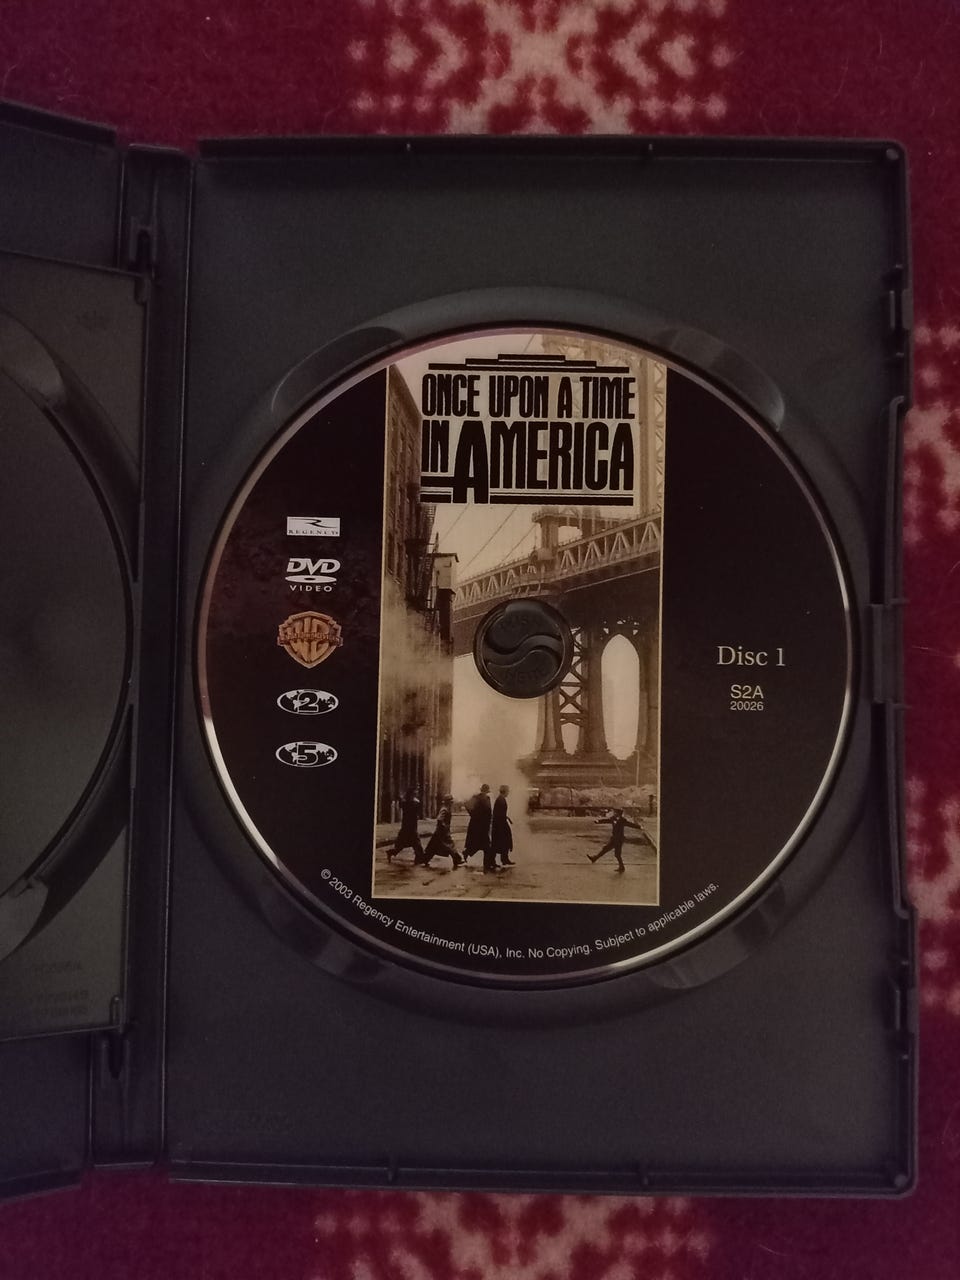 ONCE UPON A TIME
IN AMERICA
REGENCY
DVD
VIDEO
WB
2
5
Disc 1
S2A
20026
© 2003 Regency Entertainment (USA), Inc. No Copying. Subject to applicable laws.